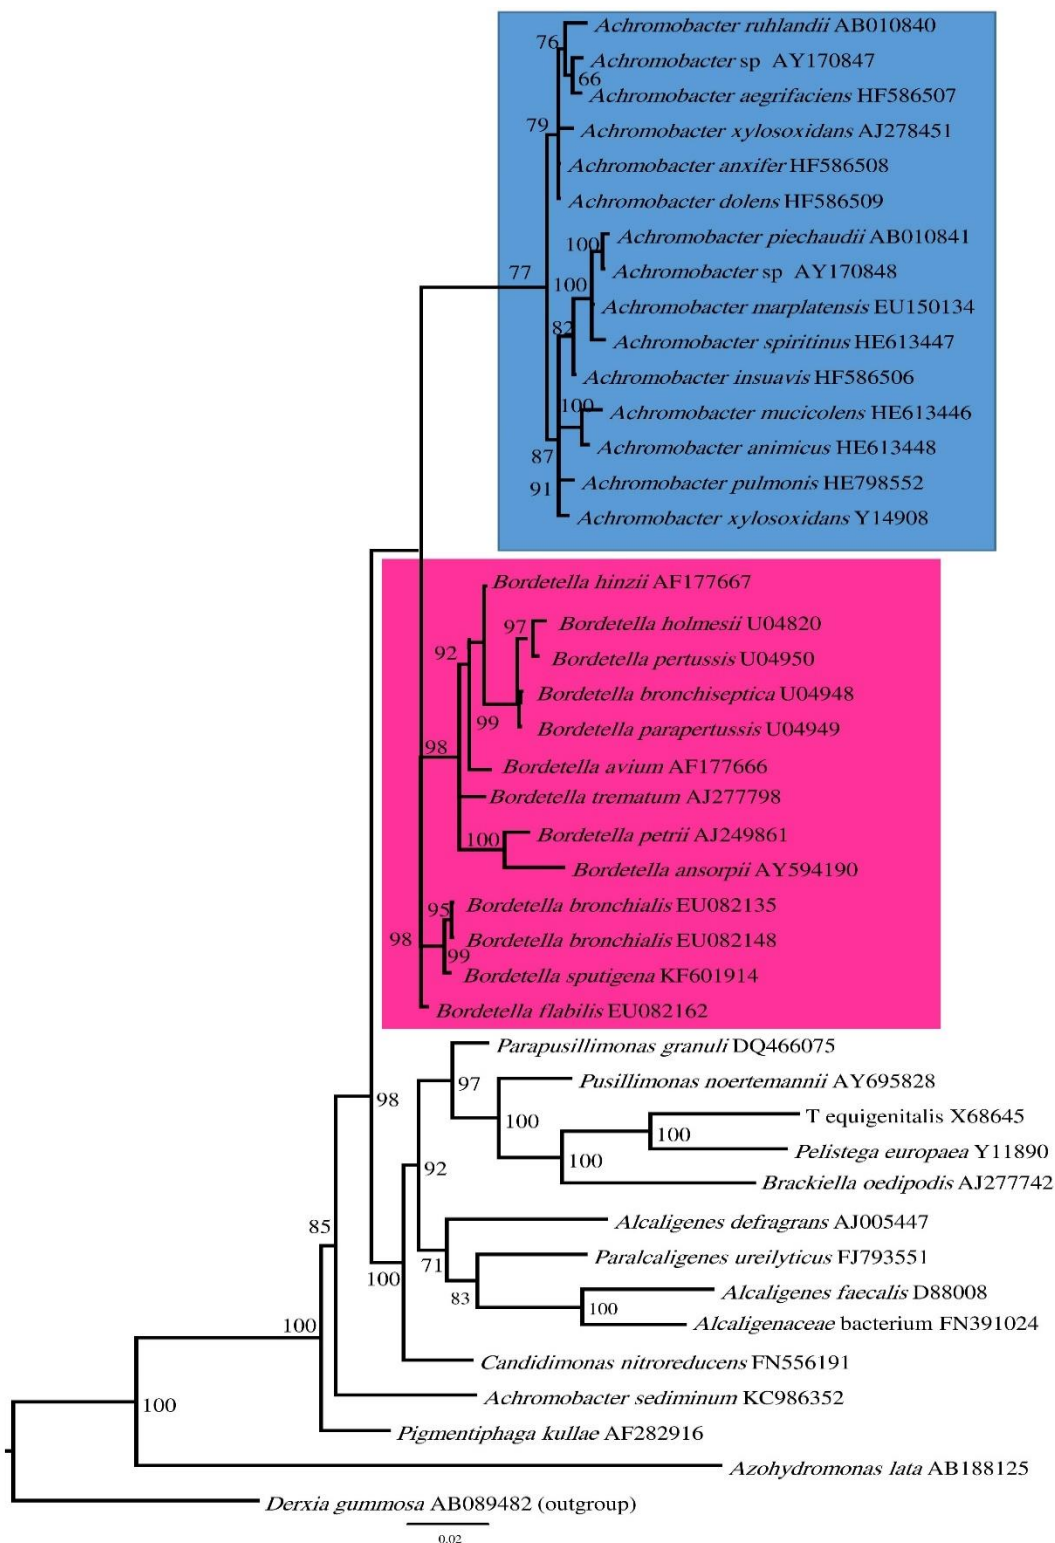 Achromobacter ruhlandii AB010840
76
Achromobacter sp AY170847
66
Achromobacter aegrifaciens HF586507
79
Achromobacter xylosoxidans AJ278451
Achromobacter anxifer HF586508
Achromobacter dolens HF586509
Achromobacter piechaudii AB010841
100
Achromobacter sp AY170848
77
100
Achromobacter marplatensis EU150134
82
Achromobacter spiritinus HE613447
Achromobacter insuavis HF586506
100
Achromobacter mucicolens HE613446
Achromobacter animicus HE613448
87
Achromobacter pulmonis HE798552
91
Achromobacter xylosoxidans Y14908
Bordetella hinzii AF177667
97
Bordetella holmesii U04820
92
Bordetella pertussis U04950
Bordetella bronchiseptica U04948
99
Bordetella parapertussis U04949
98
Bordetella avium AF177666
Bordetella trematum AJ277798
100
Bordetella petrii AJ249861
Bordetella ansorpii AY594190
95
Bordetella bronchialis EU082135
98
Bordetella bronchialis EU082148
99
Bordetella sputigena KF601914
Bordetella flabilis EU082162
Parapusillimonas granuli DQ466075
97
Pusillimonas noertemannii AY695828
98
100
T equigenitalis X68645
100
Pelistega europaea Y11890
92
100
Brackiella oedipodis AJ277742
Alcaligenes defragrans AJ005447
85
71
Paralcaligenes ureilyticus FJ793551
100
83
Alcaligenes faecalis D88008
100
Alcaligenaceae bacterium FN391024
100
Candidimonas nitroreducens FN556191
Achromobacter sediminum KC986352
100
Pigmentiphaga kullae AF282916
Azohydromonas lata AB188125
Derxia gummosa AB089482 (outgroup)
0.02